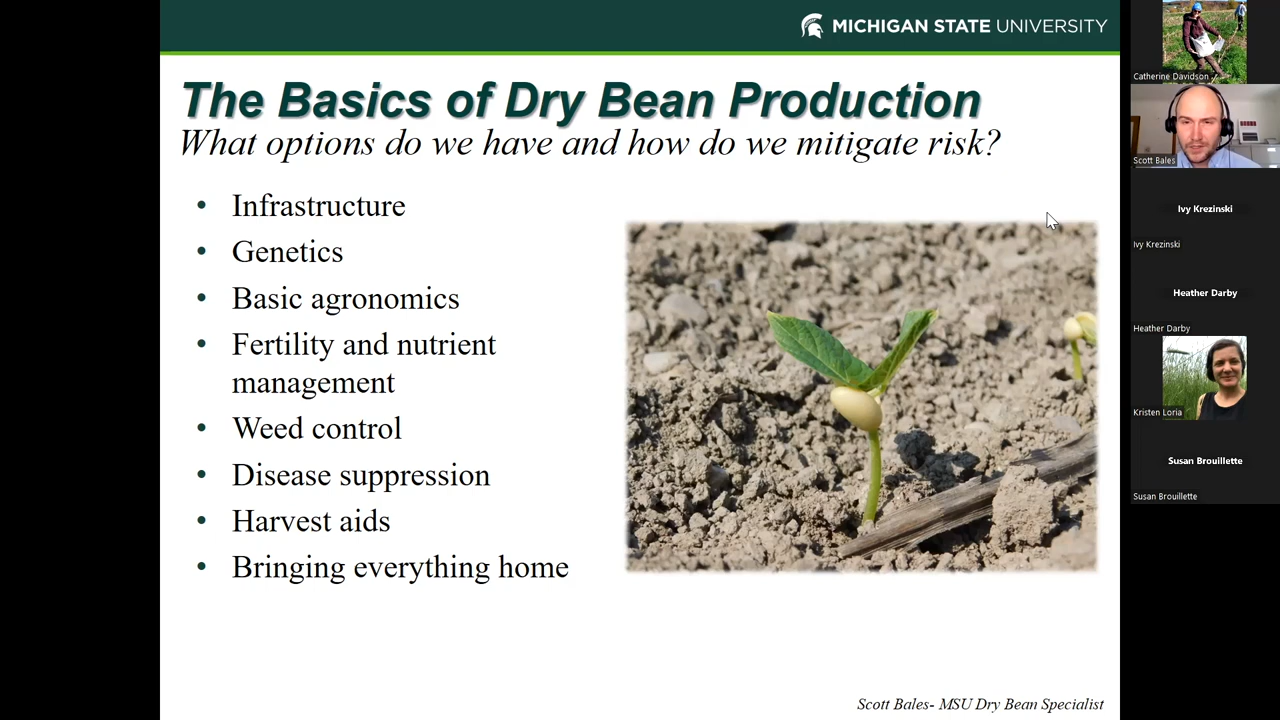 MICHIGAN STATE UNIVERSITY
The Basics of Dry Bean Production
What options do we have and how do we mitigate risk?
• Infrastructure
• Genetics
• Basic agronomics
• Fertility and nutrient
management
• Weed control
• Disease suppression
• Harvest aids
• Bringing everything home
Scott Bales- MSU Dry Bean Specialist
Catherine Davidson
Scott Bales
Ivy Krezinski
Ivy Krezinski
Heather Darby
Heather Darby
Kristen Loria
Susan Brouillette
Susan Brouillette